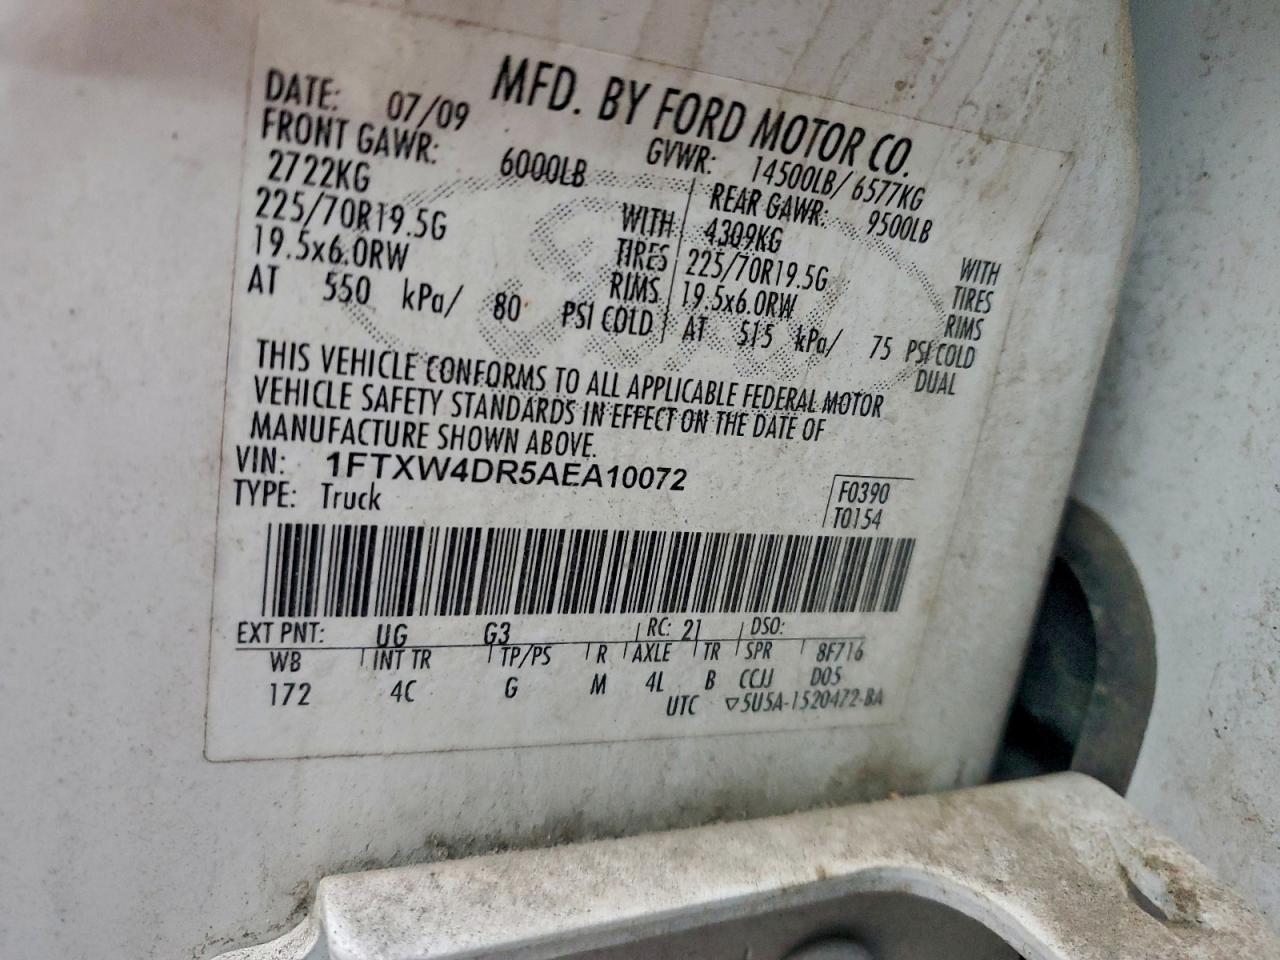 MFD. BY FORD MOTOR CO.
DATE: 07/09 GVWR: 14500LB/ 6577KG
FRONT GAWR: 6000LB REAR GAWR: 9500LB
2722KG WITH 4309KG WITH
225/70R19.5G TIRES 225/70R19.5G TIRES
19.5x6.0RW RIMS 19.5x6.0RW RIMS
AT 550 kPa/ 80 PSI COLD AT 515 kPa/ 75 PSI COLD
DUAL
THIS VEHICLE CONFORMS TO ALL APPLICABLE FEDERAL MOTOR
VEHICLE SAFETY STANDARDS IN EFFECT ON THE DATE OF
MANUFACTURE SHOWN ABOVE.
VIN: 1FTXW4DR5AEA10072
TYPE: Truck
F0390
T0154
EXT PNT: UG G3 RC: 21 DSO:
WB INT TR TP/PS R AXLE TR SPR 8F716
172 4C G M 4L B CCJJ D05
UTC ▽5U5A-1520472-BA